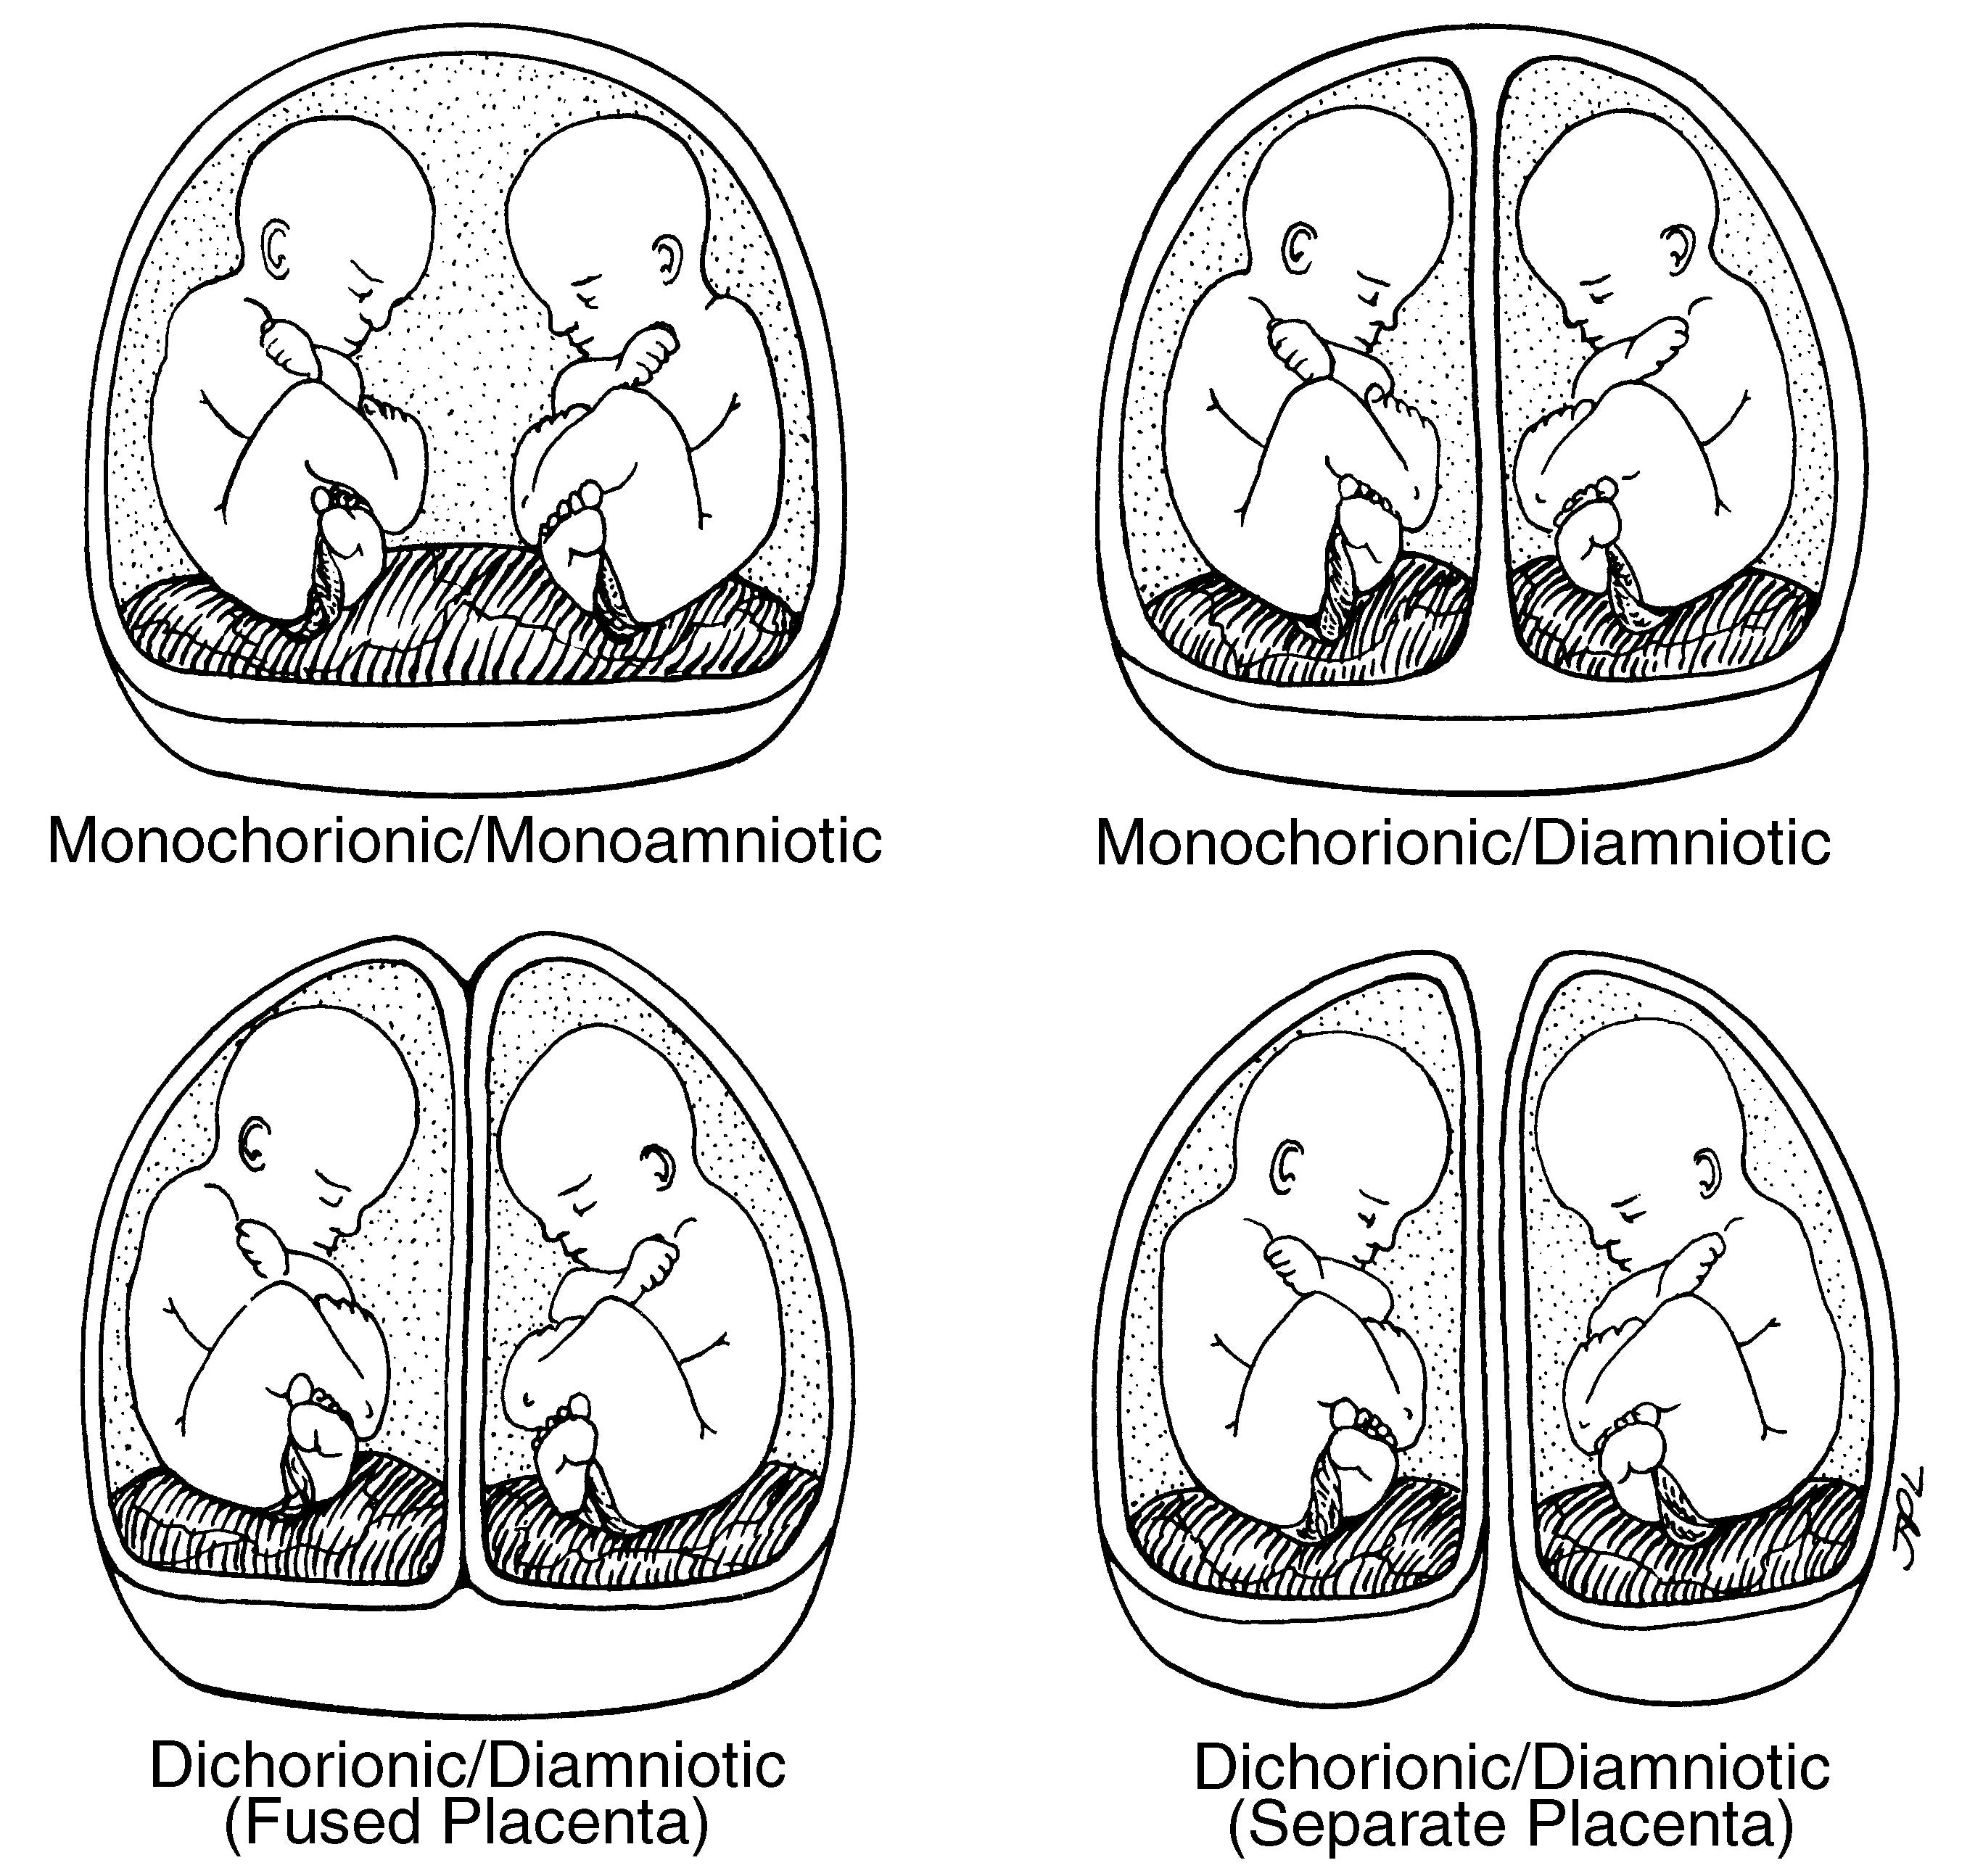 Monochorionic/Monoamniotic
Monochorionic/Diamniotic
Dichorionic/Diamniotic
(Fused Placenta)
Dichorionic/Diamniotic
(Separate Placenta)